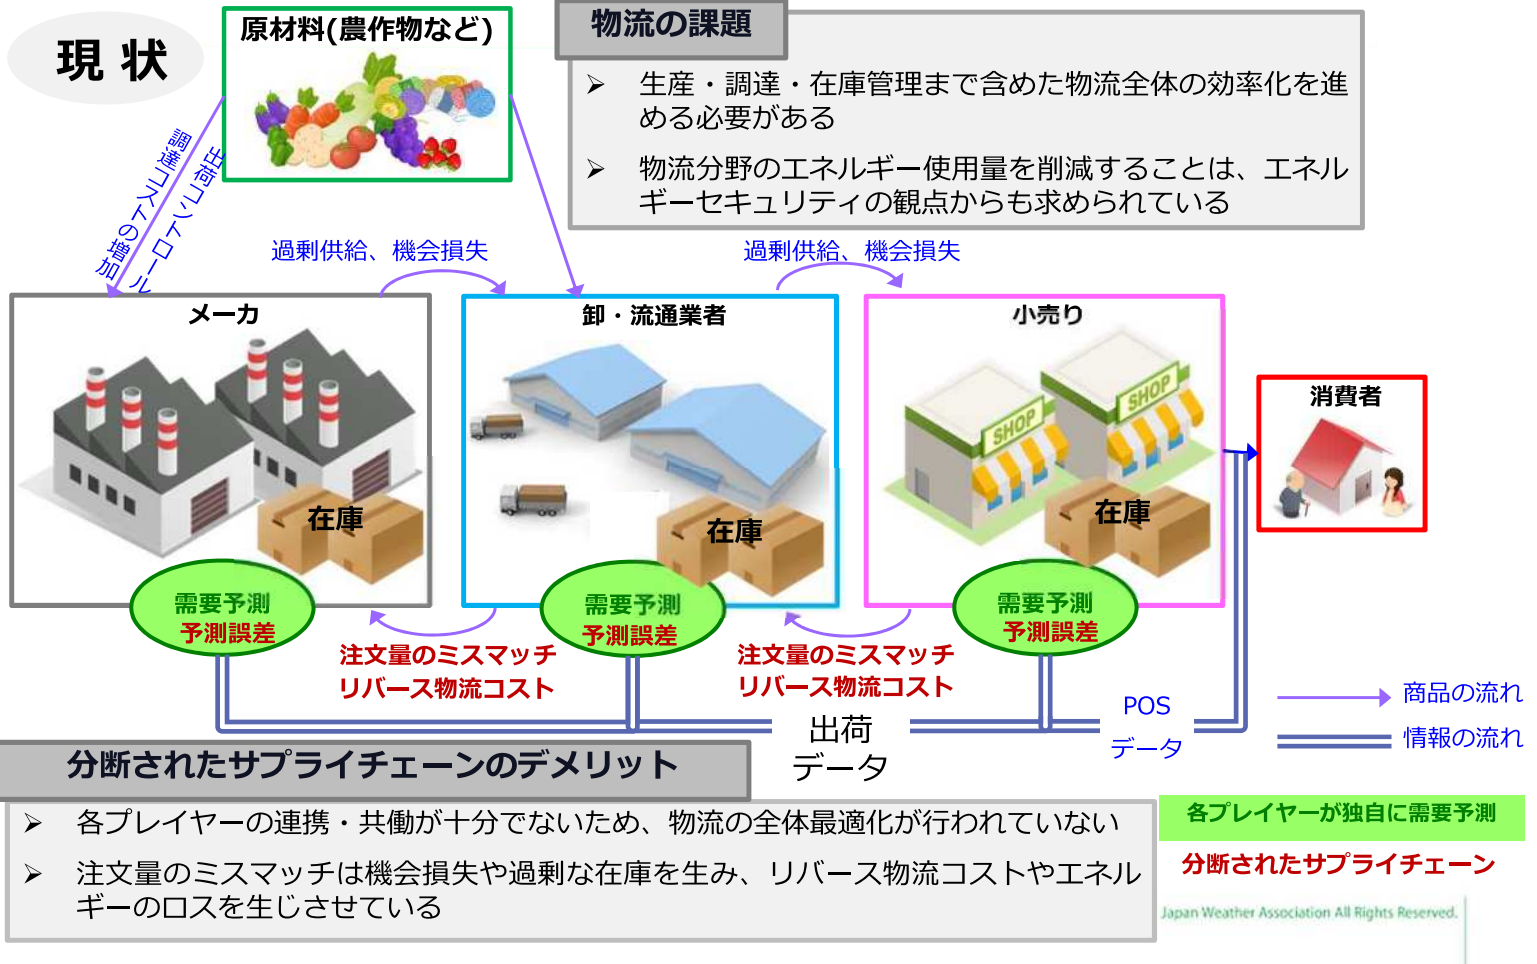 現 状
原材料(農作物など)
物流の課題
➢ 生産・調達・在庫管理まで含めた物流全体の効率化を進
める必要がある
➢ 物流分野のエネルギー使用量を削減することは、エネル
ギーセキュリティの観点からも求められている
調達コストの増加
出荷コントロール
過剰供給、機会損失
過剰供給、機会損失
メーカ
卸・流通業者
小売り
消費者
SHOP
SHOP
在庫
在庫
在庫
需要予測
予測誤差
需要予測
予測誤差
需要予測
予測誤差
注文量のミスマッチ
リバース物流コスト
注文量のミスマッチ
リバース物流コスト
出荷
データ
POS
データ
商品の流れ
情報の流れ
分断されたサプライチェーンのデメリット
➢ 各プレイヤーの連携・共働が十分でないため、物流の全体最適化が行われていない
➢ 注文量のミスマッチは機会損失や過剰な在庫を生み、リバース物流コストやエネル
ギーのロスを生じさせている
各プレイヤーが独自に需要予測
分断されたサプライチェーン
Japan Weather Association All Rights Reserved.